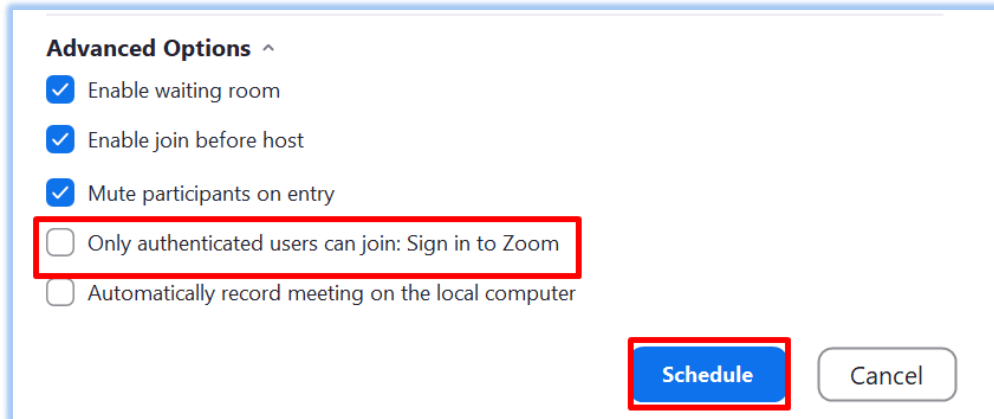 Advanced Options
Enable waiting room
Enable join before host
Mute participants on entry
Only authenticated users can join: Sign in to Zoom
Automatically record meeting on the local computer
Schedule Cancel